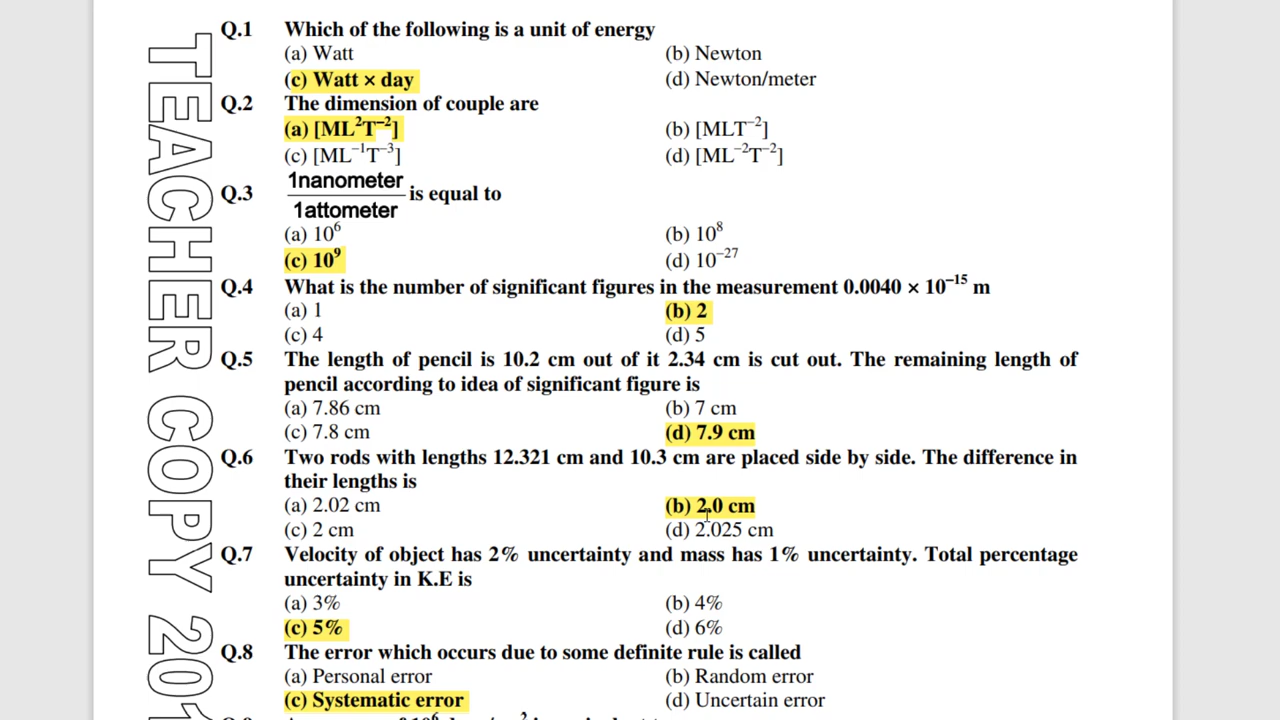 TEACHER COPY 201
Q.1 Which of the following is a unit of energy
(a) Watt (b) Newton
(c) Watt × day (d) Newton/meter
Q.2 The dimension of couple are
(a) [ML²T⁻²] (b) [MLT⁻²]
(c) [ML⁻¹T⁻³] (d) [ML⁻²T⁻²]
1nanometer
Q.3 is equal to
1attometer
(a) 10⁶ (b) 10⁸
(c) 10⁹ (d) 10⁻²⁷
Q.4 What is the number of significant figures in the measurement 0.0040 × 10⁻¹⁵ m
(a) 1 (b) 2
(c) 4 (d) 5
Q.5 The length of pencil is 10.2 cm out of it 2.34 cm is cut out. The remaining length of
pencil according to idea of significant figure is
(a) 7.86 cm (b) 7 cm
(c) 7.8 cm (d) 7.9 cm
Q.6 Two rods with lengths 12.321 cm and 10.3 cm are placed side by side. The difference in
their lengths is
(a) 2.02 cm (b) 2.0 cm
(c) 2 cm (d) 2.025 cm
Q.7 Velocity of object has 2% uncertainty and mass has 1% uncertainty. Total percentage
uncertainty in K.E is
(a) 3% (b) 4%
(c) 5% (d) 6%
Q.8 The error which occurs due to some definite rule is called
(a) Personal error (b) Random error
(c) Systematic error (d) Uncertain error